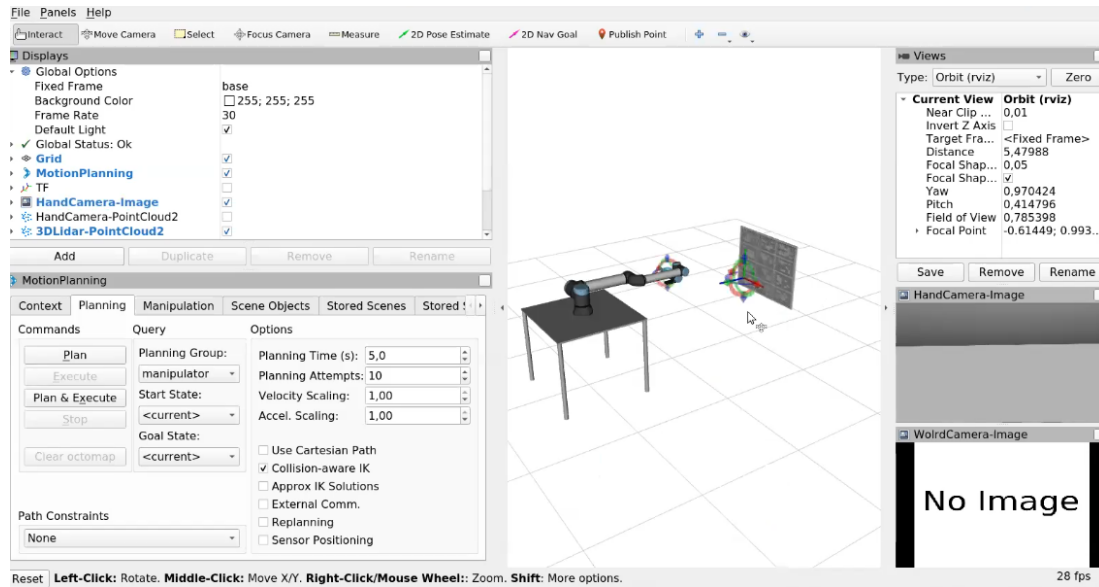 File Panels Help
Interact Move Camera Select Focus Camera Measure 2D Pose Estimate 2D Nav Goal Publish Point
Displays
Global Options
Fixed Frame base
Background Color 255; 255; 255
Frame Rate 30
Default Light
Global Status: Ok
Grid
MotionPlanning
TF
HandCamera-Image
HandCamera-PointCloud2
3DLidar-PointCloud2
Add Duplicate Remove Rename
MotionPlanning
Context Planning Manipulation Scene Objects Stored Scenes Stored
Commands Query Options
Plan
Execute
Plan & Execute
Stop
Clear octomap
Planning Group:
manipulator
Start State:
<current>
Goal State:
<current>
Planning Time (s): 5,0
Planning Attempts: 10
Velocity Scaling: 1,00
Accel. Scaling: 1,00
Use Cartesian Path
Collision-aware IK
Approx IK Solutions
External Comm.
Replanning
Sensor Positioning
Path Constraints
None
Views
Type: Orbit (rviz) Zero
Current View Orbit (rviz)
Near Clip ... 0,01
Invert Z Axis
Target Fra... <Fixed Frame>
Distance 5,47988
Focal Shap... 0,05
Focal Shap...
Yaw 0,970424
Pitch 0,414796
Field of View 0,785398
Focal Point -0.61449; 0.993..
Save Remove Rename
HandCamera-Image
WolrdCamera-Image
No Image
Reset Left-Click: Rotate. Middle-Click: Move X/Y. Right-Click/Mouse Wheel:: Zoom. Shift: More options. 28 fps